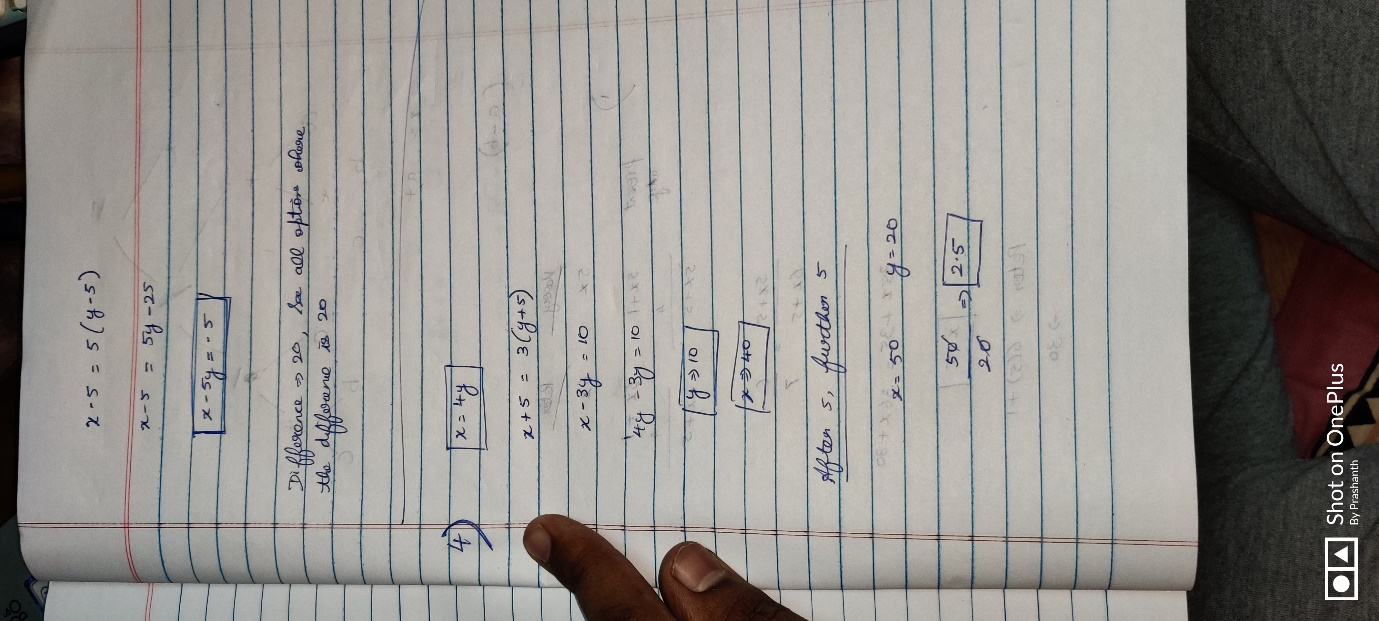 x - 5 = 5(y-5)
x-5 = 5y-25
x-5y = -5
Difference => 20, See all option where
the difference is 20
4) x = 4y
x+5 = 3(y+5)
x-3y = 10
4y-3y = 10
y => 10
x => 40
After 5, further 5
x = 50 y = 20
50
20
=> 2.5
Shot on OnePlus
By Prashanth